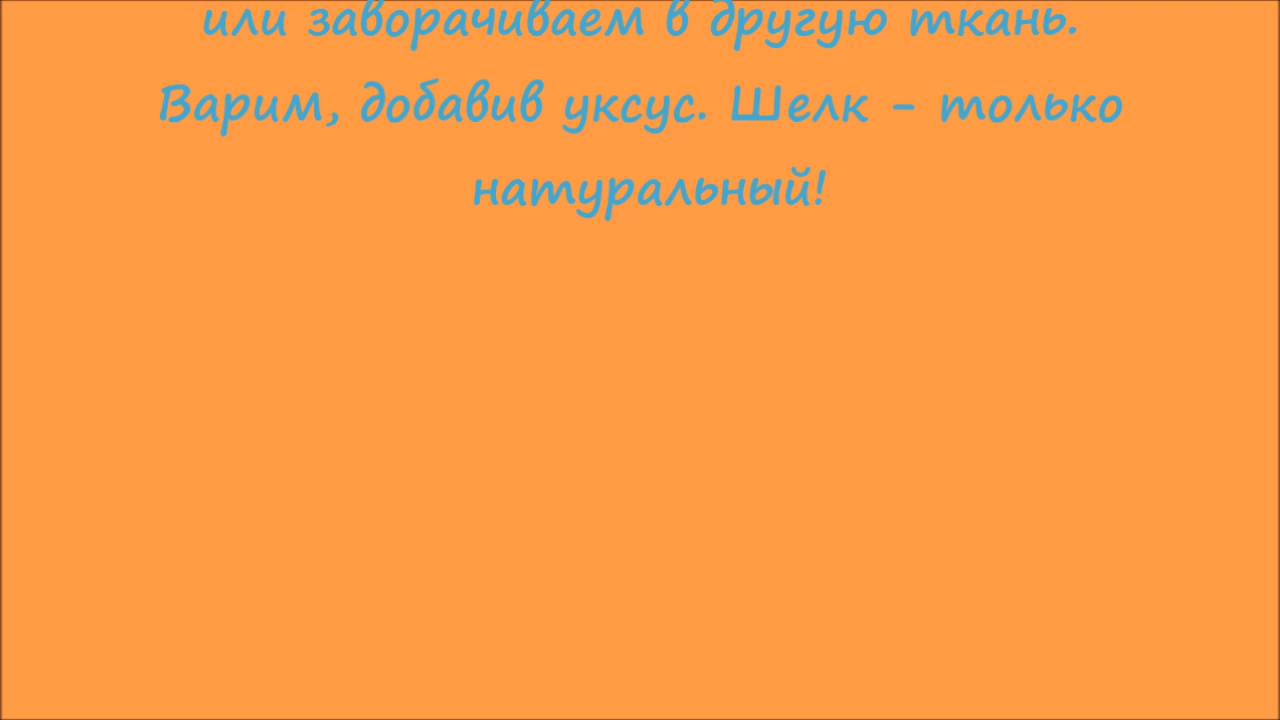 или заворачиваем в другую ткань.
Варим, добавив уксус. Шелк - только
натуральный!